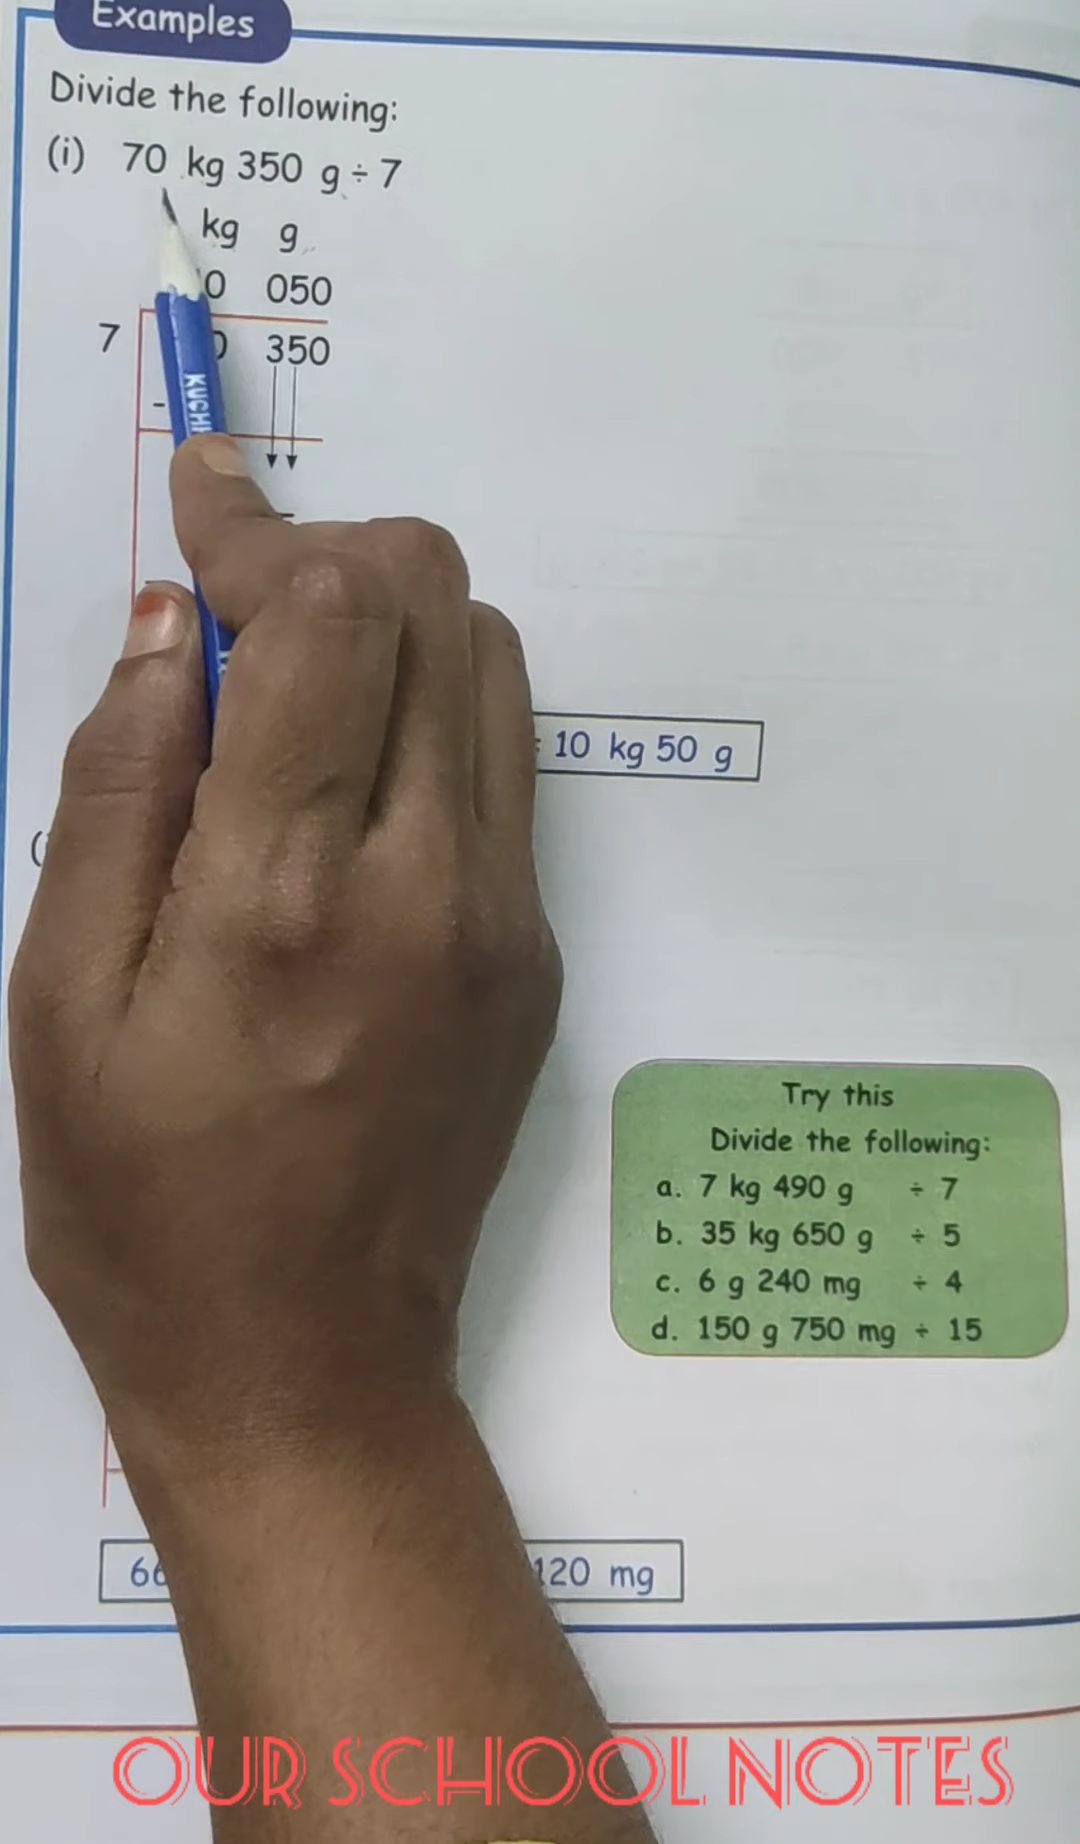 Examples
Divide the following:
(i) 70 kg 350 g ÷ 7
kg g
0 050
7 350
-
= 10 kg 50 g
(
Try this
Divide the following:
a. 7 kg 490 g ÷ 7
b. 35 kg 650 g ÷ 5
c. 6 g 240 mg ÷ 4
d. 150 g 750 mg ÷ 15
120 mg
OUR SCHOOL NOTES